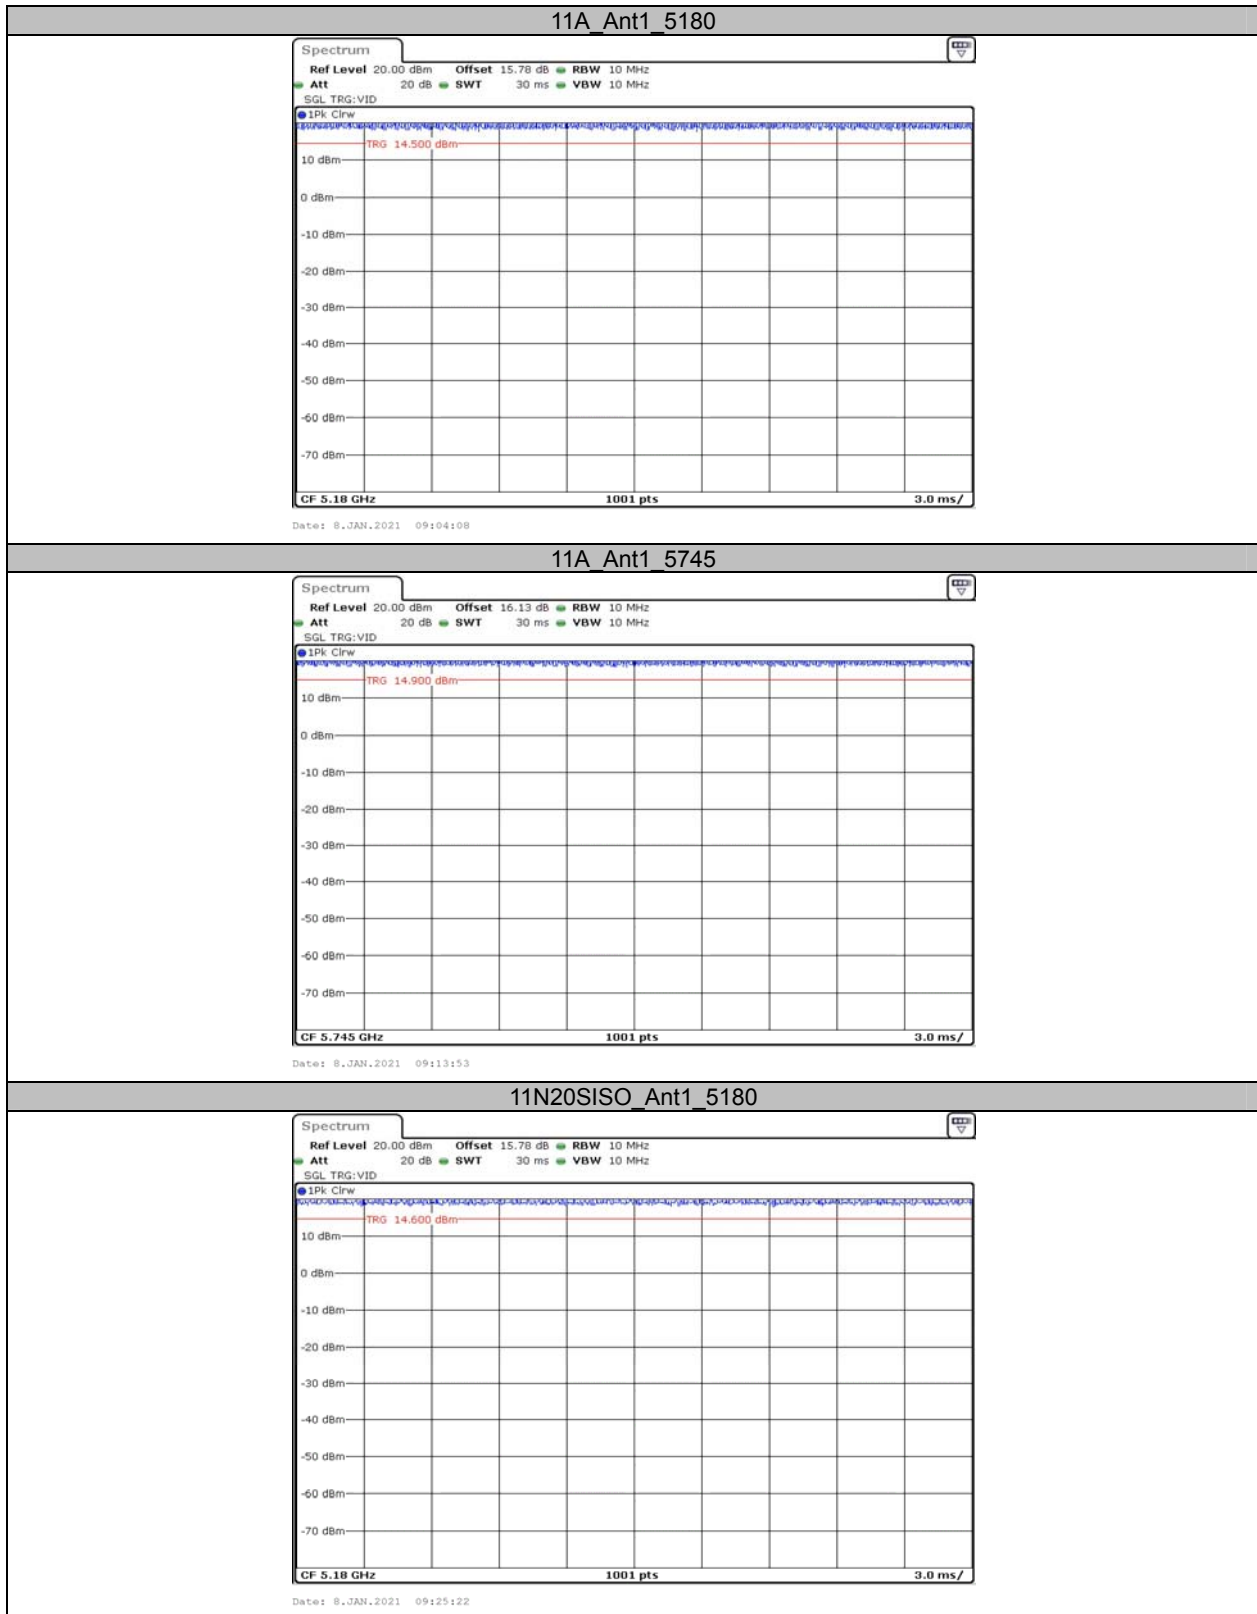 11A_Ant1_5180
Spectrum
Ref Level 20.00 dBm Offset 15.78 dB RBW 10 MHz
Att 20 dB SWT 30 ms VBW 10 MHz
SGL TRG:VID
1Pk Clrw
TRG 14.500 dBm
10 dBm
0 dBm
-10 dBm
-20 dBm
-30 dBm
-40 dBm
-50 dBm
-60 dBm
-70 dBm
CF 5.18 GHz 1001 pts 3.0 ms/
Date: 8.JAN.2021 09:04:08
11A_Ant1_5745
Spectrum
Ref Level 20.00 dBm Offset 16.13 dB RBW 10 MHz
Att 20 dB SWT 30 ms VBW 10 MHz
SGL TRG:VID
1Pk Clrw
TRG 14.900 dBm
10 dBm
0 dBm
-10 dBm
-20 dBm
-30 dBm
-40 dBm
-50 dBm
-60 dBm
-70 dBm
CF 5.745 GHz 1001 pts 3.0 ms/
Date: 8.JAN.2021 09:13:53
11N20SISO_Ant1_5180
Spectrum
Ref Level 20.00 dBm Offset 15.78 dB RBW 10 MHz
Att 20 dB SWT 30 ms VBW 10 MHz
SGL TRG:VID
1Pk Clrw
TRG 14.600 dBm
10 dBm
0 dBm
-10 dBm
-20 dBm
-30 dBm
-40 dBm
-50 dBm
-60 dBm
-70 dBm
CF 5.18 GHz 1001 pts 3.0 ms/
Date: 8.JAN.2021 09:25:22